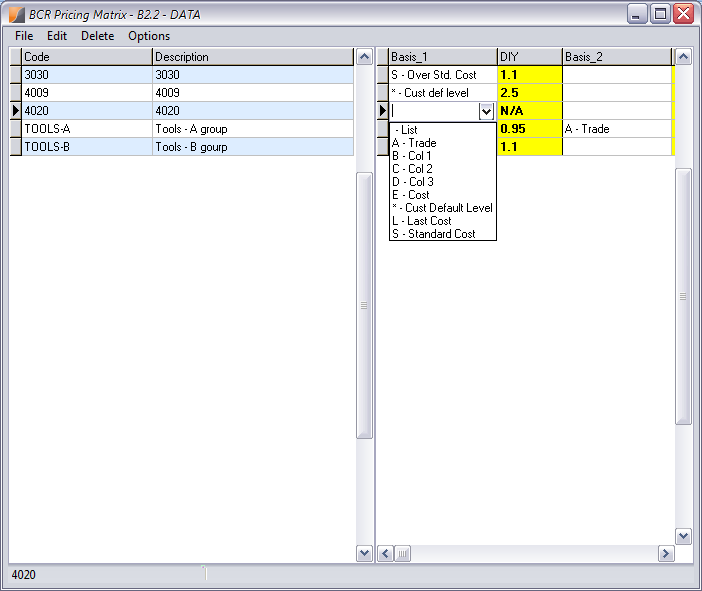 BCR Pricing Matrix - B2.2 - DATA
File Edit Delete Options
Code Description Basis_1 DIY Basis_2
3030 3030 S - Over Std. Cost 1.1
4009 4009 * - Cust def level 2.5
4020 4020 N/A
TOOLS-A Tools - A group 0.95 A - Trade
TOOLS-B Tools - B gourp 1.1
- List
A - Trade
B - Col 1
C - Col 2
D - Col 3
E - Cost
* - Cust Default Level
L - Last Cost
S - Standard Cost
4020